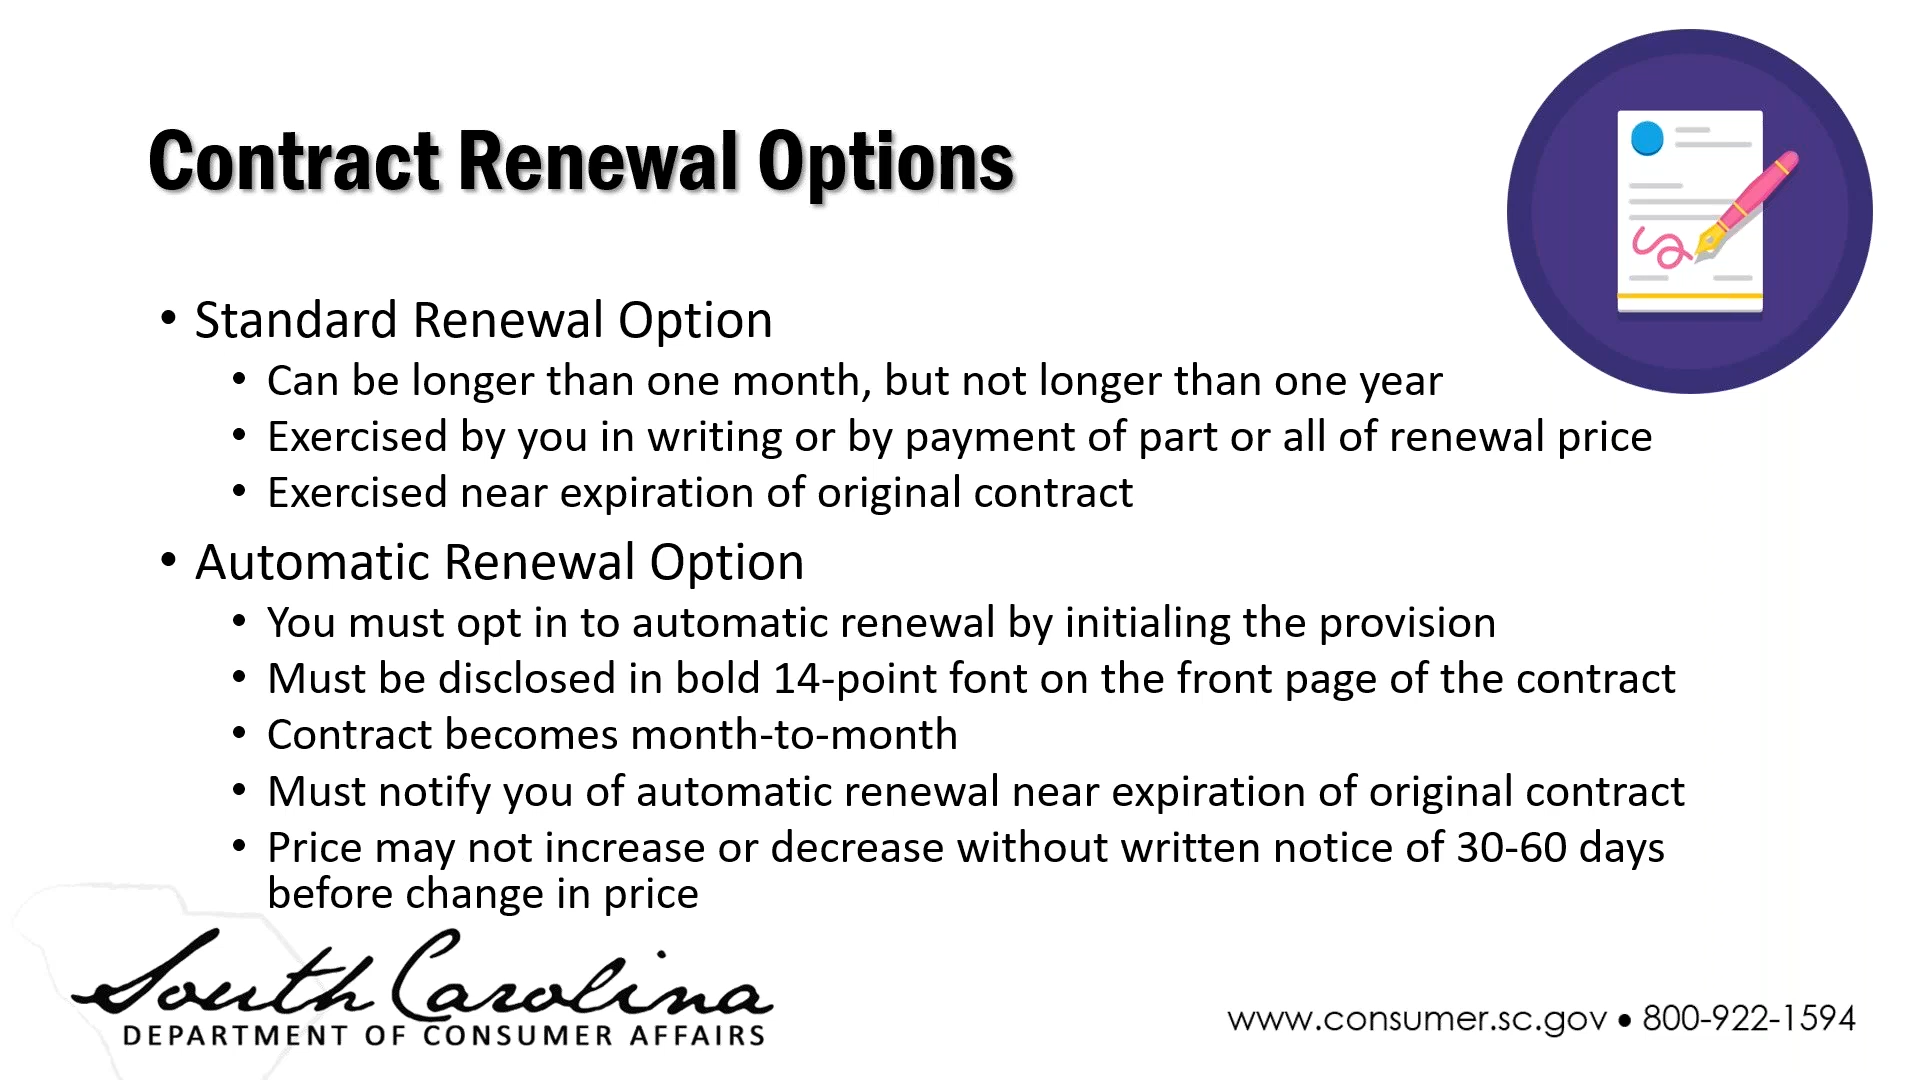 Contract Renewal Options
• Standard Renewal Option
• Can be longer than one month, but not longer than one year
• Exercised by you in writing or by payment of part or all of renewal price
• Exercised near expiration of original contract
• Automatic Renewal Option
• You must opt in to automatic renewal by initialing the provision
• Must be disclosed in bold 14-point font on the front page of the contract
• Contract becomes month-to-month
• Must notify you of automatic renewal near expiration of original contract
• Price may not increase or decrease without written notice of 30-60 days
before change in price
South Carolina
DEPARTMENT OF CONSUMER AFFAIRS
www.consumer.sc.gov • 800-922-1594